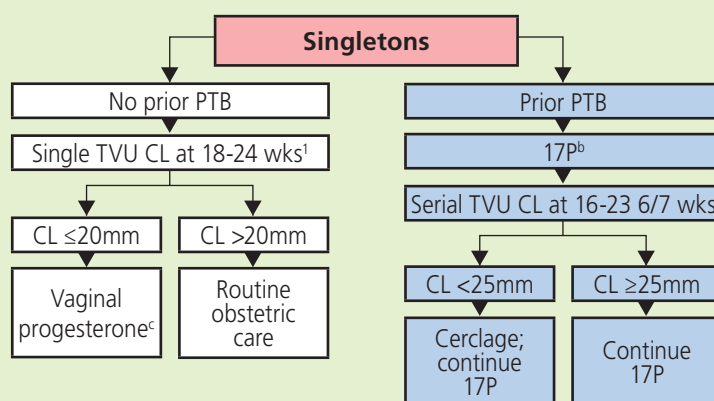 Singletons
No prior PTB
Single TVU CL at 18-24 wks¹
CL ≤20mm
CL >20mm
Vaginal
progesteroneᶜ
Routine
obstetric
care
Prior PTB
17Pᵇ
Serial TVU CL at 16-23 6/7 wks
CL <25mm
CL ≥25mm
Cerclage;
continue
17P
Continue
17P